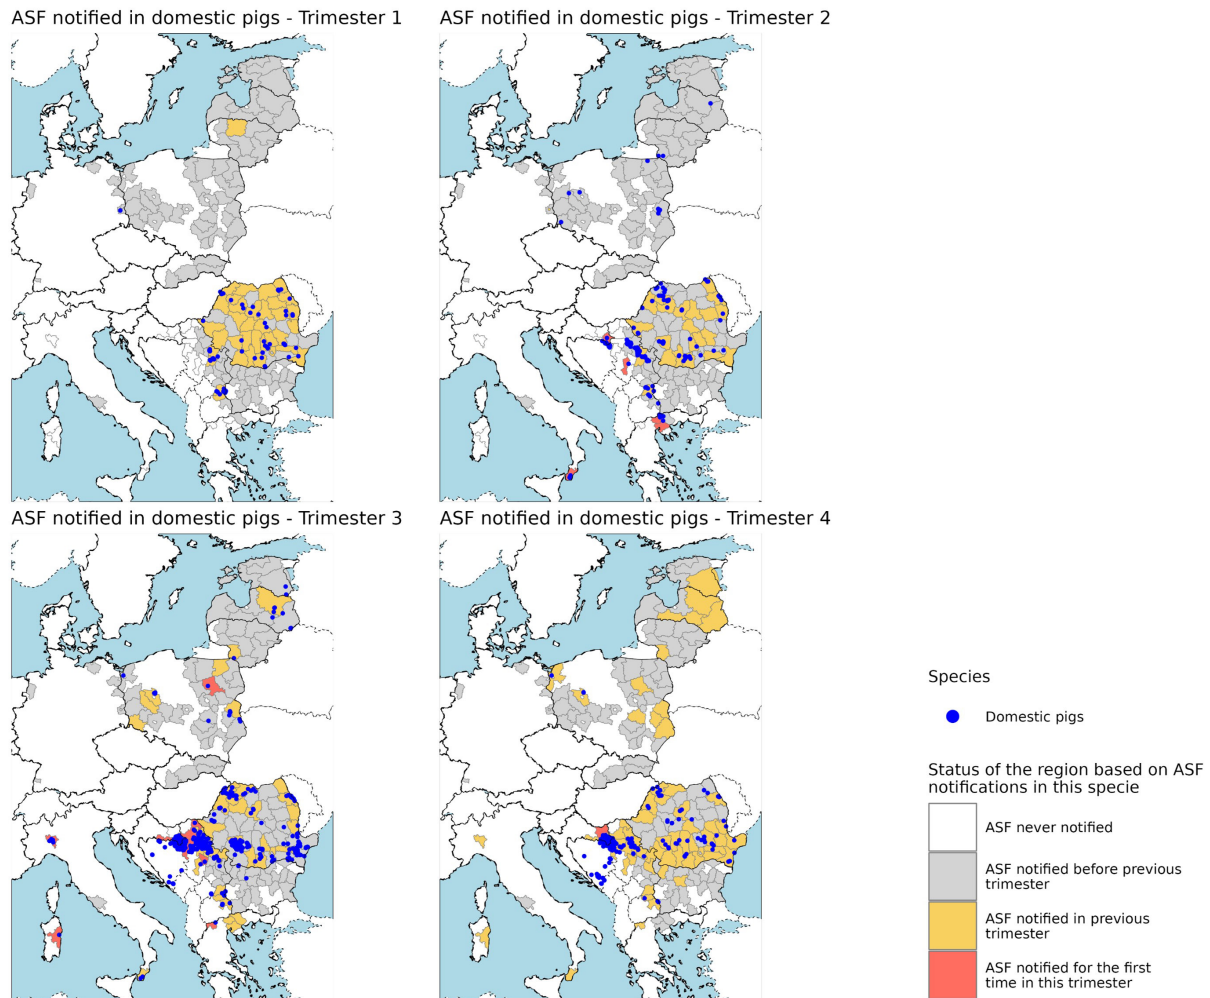 ASF notified in domestic pigs - Trimester 1
ASF notified in domestic pigs - Trimester 2
ASF notified in domestic pigs - Trimester 3
ASF notified in domestic pigs - Trimester 4
Species
Domestic pigs
Status of the region based on ASF
notifications in this specie
ASF never notified
ASF notified before previous
trimester
ASF notified in previous
trimester
ASF notified for the first
time in this trimester